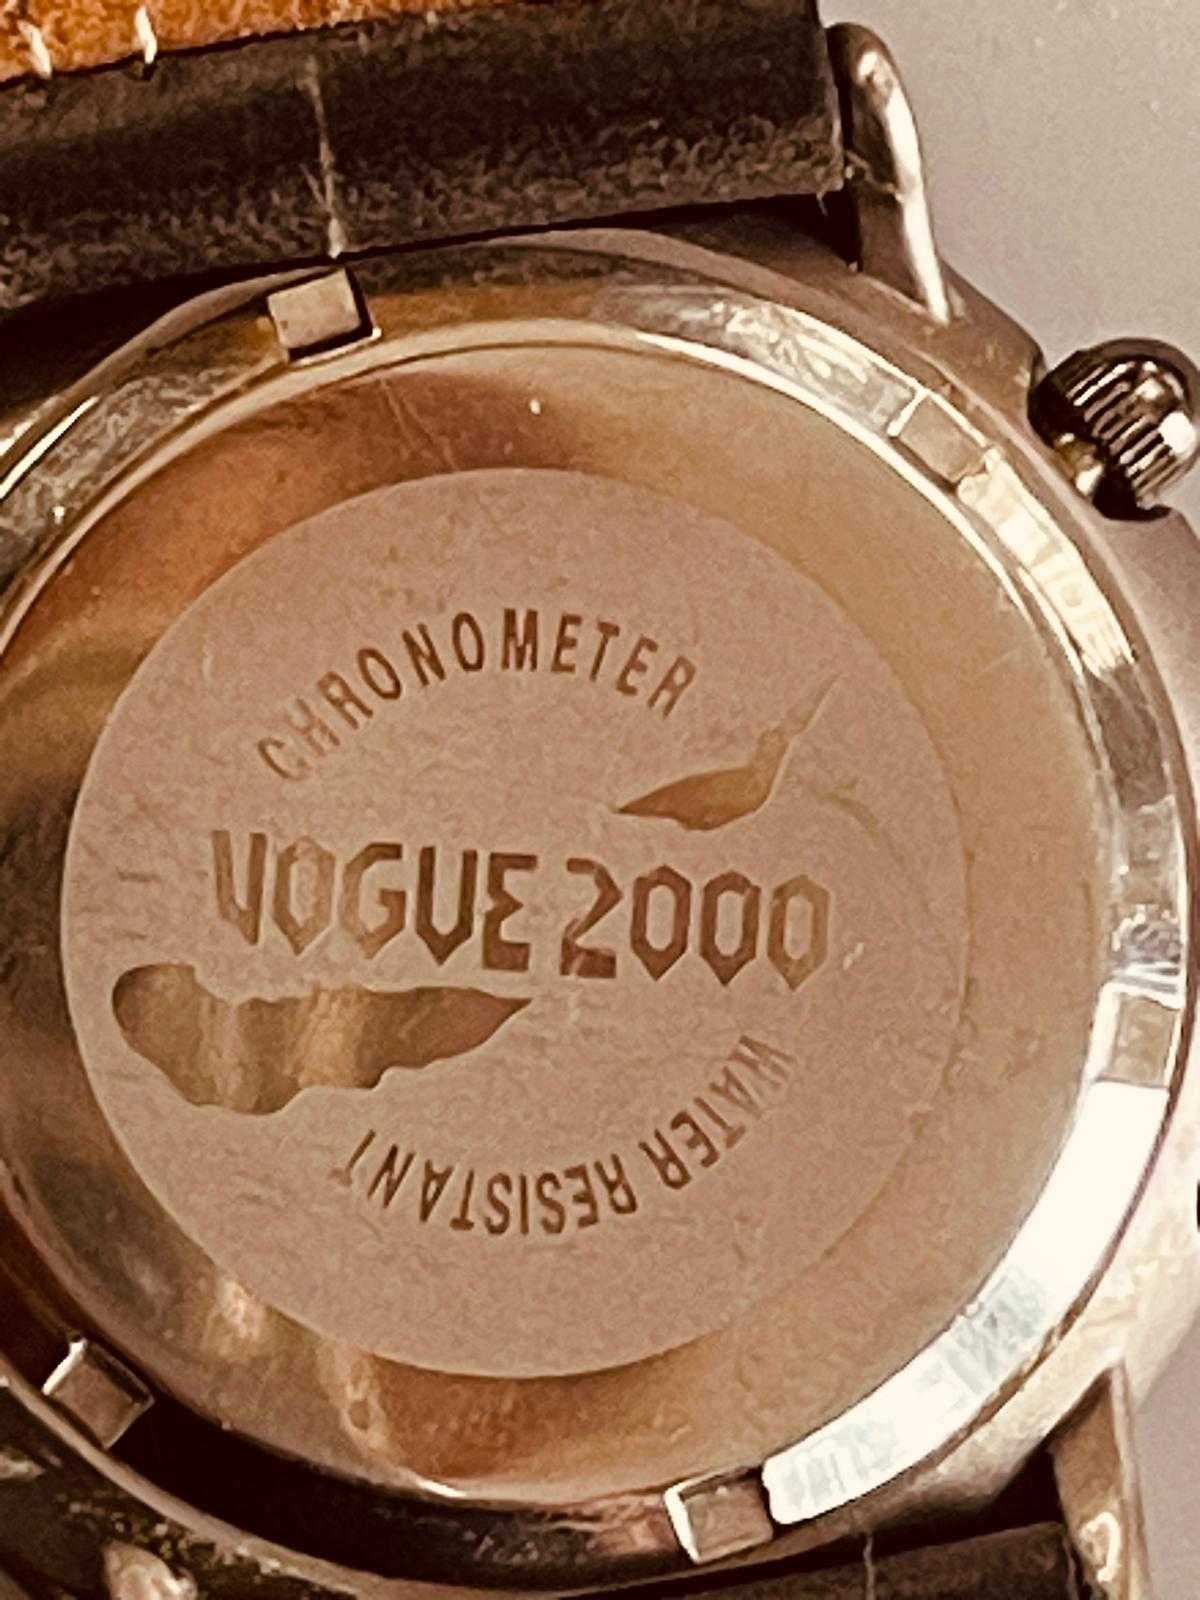 CHRONOMETER
VOGUE 2000
WATER RESISTANT